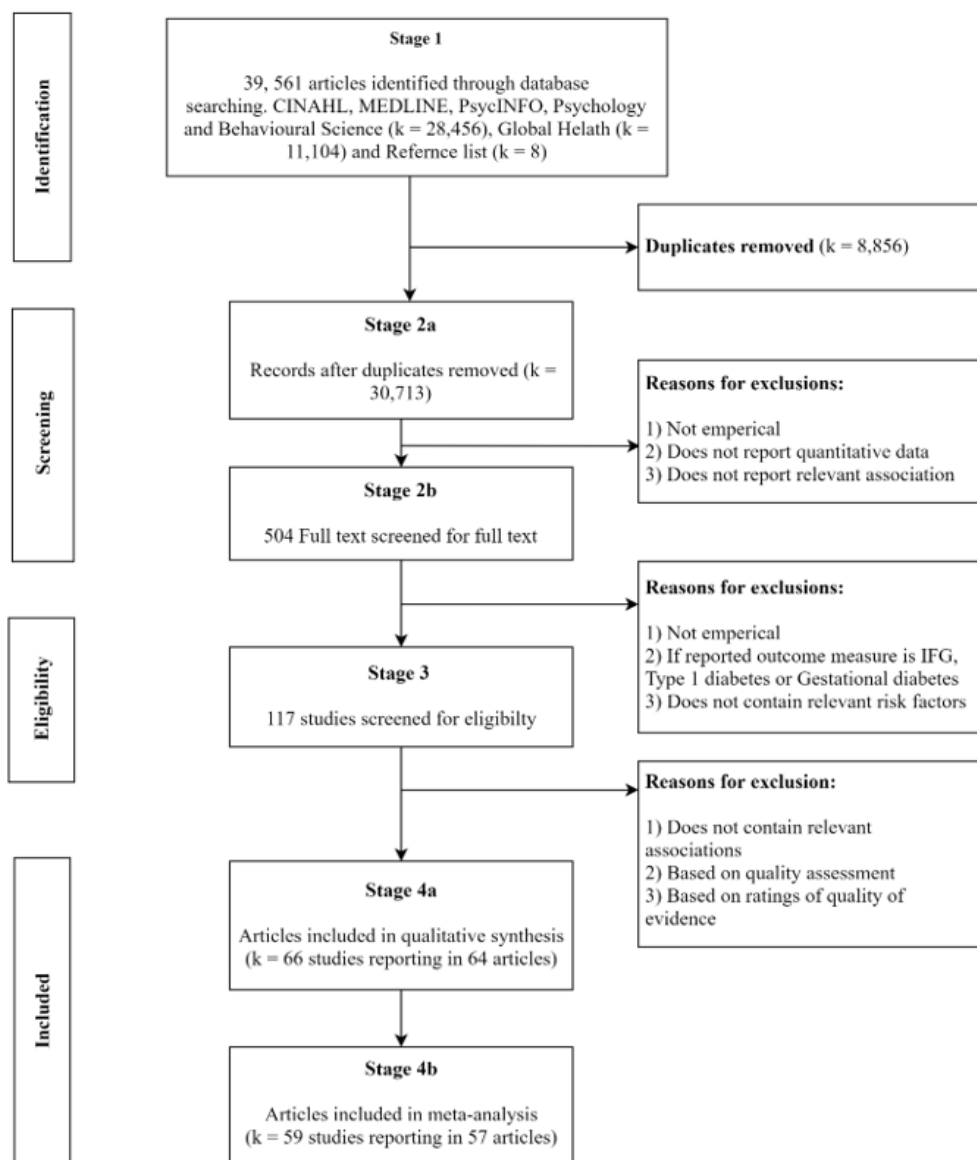 Identification
Stage 1
39, 561 articles identified through database
searching. CINAHL, MEDLINE, PsycINFO, Psychology
and Behavioural Science (k = 28,456), Global Helath (k =
11,104) and Refernce list (k = 8)
Duplicates removed (k = 8,856)
Screening
Stage 2a
Records after duplicates removed (k =
30,713)
Reasons for exclusions:
1) Not emperical
2) Does not report quantitative data
3) Does not report relevant association
Stage 2b
504 Full text screened for full text
Reasons for exclusions:
1) Not emperical
2) If reported outcome measure is IFG,
Type 1 diabetes or Gestational diabetes
3) Does not contain relevant risk factors
Eligibility
Stage 3
117 studies screened for eligibilty
Reasons for exclusion:
1) Does not contain relevant
associations
2) Based on quality assessment
3) Based on ratings of quality of
evidence
Included
Stage 4a
Articles included in qualitative synthesis
(k = 66 studies reporting in 64 articles)
Stage 4b
Articles included in meta-analysis
(k = 59 studies reporting in 57 articles)